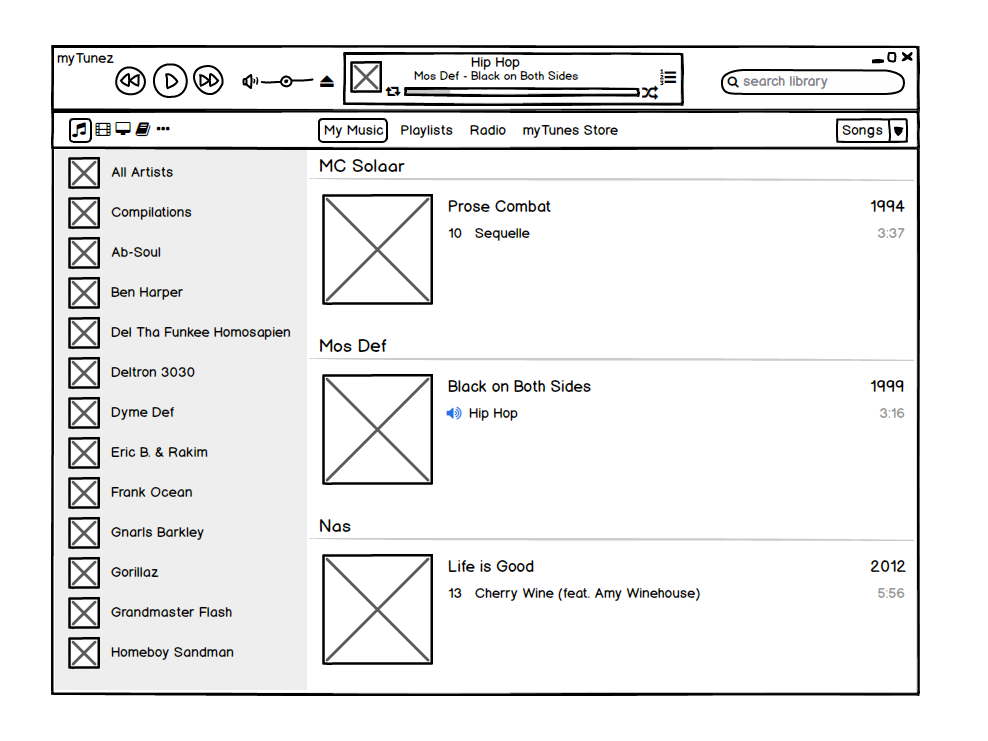 myTunez
Hip Hop
Mos Def - Black on Both Sides
search library
My Music Playlists Radio myTunes Store
Songs
All Artists
Compilations
Ab-Soul
Ben Harper
Del Tha Funkee Homosapien
Deltron 3030
Dyme Def
Eric B. & Rakim
Frank Ocean
Gnarls Barkley
Gorillaz
Grandmaster Flash
Homeboy Sandman
MC Solaar
Prose Combat 1994
10 Sequelle 3:37
Mos Def
Black on Both Sides 1999
Hip Hop 3:16
Nas
Life is Good 2012
13 Cherry Wine (feat. Amy Winehouse) 5:56